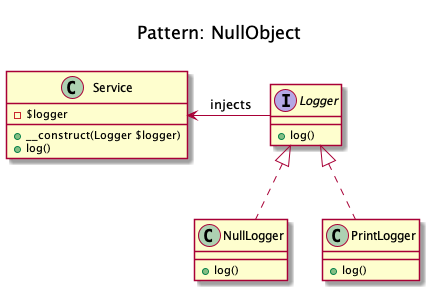 Pattern: NullObject
C Service
$logger
__construct(Logger $logger)
log()
injects
I Logger
log()
C NullLogger
log()
C PrintLogger
log()